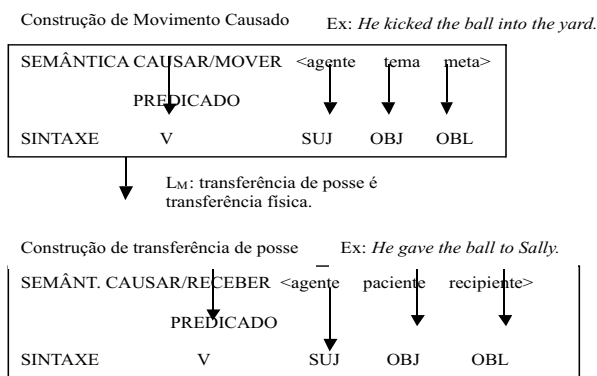 Construção de Movimento Causado Ex: He kicked the ball into the yard.
SEMÂNTICA CAUSAR/MOVER <agente tema meta>
PREDICADO
SINTAXE V SUJ OBJ OBL
LM: transferência de posse é
transferência física.
Construção de transferência de posse Ex: He gave the ball to Sally.
SEMÂNT. CAUSAR/RECEBER <agente paciente recipiente>
PREDICADO
SINTAXE V SUJ OBJ OBL